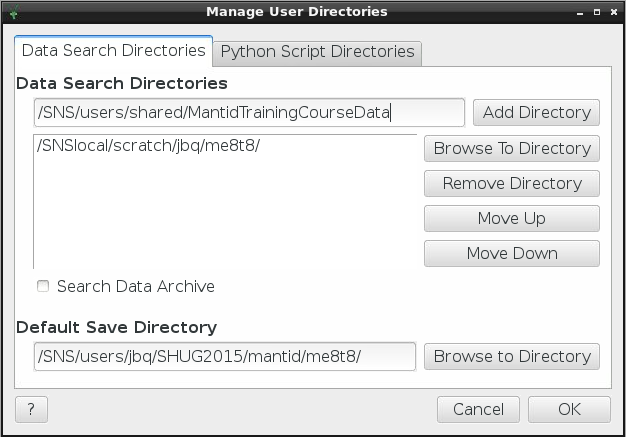 Manage User Directories
Data Search Directories
Python Script Directories
Data Search Directories
/SNS/users/shared/MantidTrainingCourseData
Add Directory
/SNSlocal/scratch/jbq/me8t8/
Browse To Directory
Remove Directory
Move Up
Move Down
Search Data Archive
Default Save Directory
/SNS/users/jbq/SHUG2015/mantid/me8t8/
Browse to Directory
?
Cancel
OK